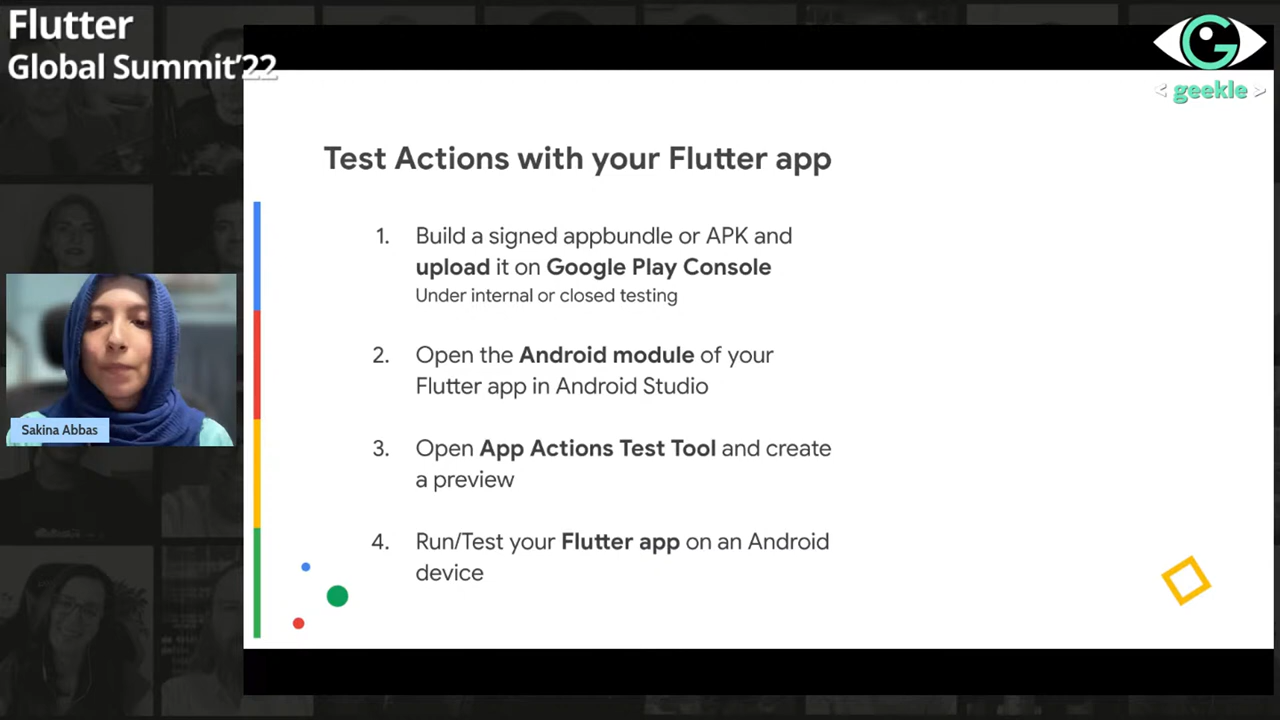 Flutter
Global Summit'22
< geekle >
Test Actions with your Flutter app
1. Build a signed appbundle or APK and
upload it on Google Play Console
Under internal or closed testing
2. Open the Android module of your
Flutter app in Android Studio
3. Open App Actions Test Tool and create
a preview
4. Run/Test your Flutter app on an Android
device
Sakina Abbas